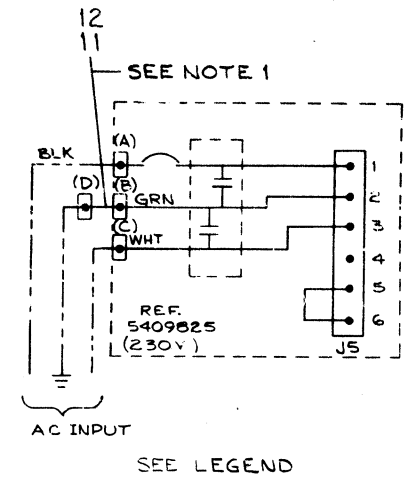 12
11
SEE NOTE 1
(A)
BLK
1
(D)
(B)
GRN
2
(C)
WHT
3
4
5
REF.
5409825
(230V)
6
J5
AC INPUT
SEE LEGEND